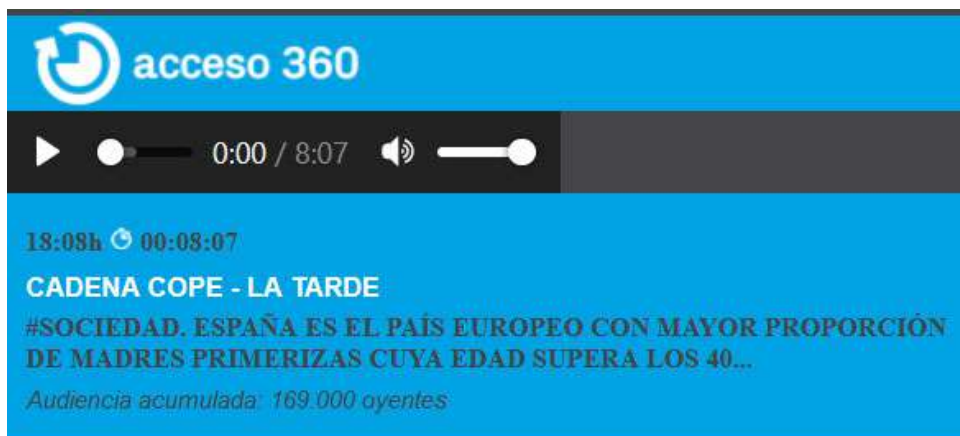 acceso 360
0:00 / 8:07
18:08h 00:08:07
CADENA COPE - LA TARDE
#SOCIEDAD. ESPAÑA ES EL PAÍS EUROPEO CON MAYOR PROPORCIÓN
DE MADRES PRIMERIZAS CUYA EDAD SUPERA LOS 40...
Audiencia acumulada: 169.000 oyentes